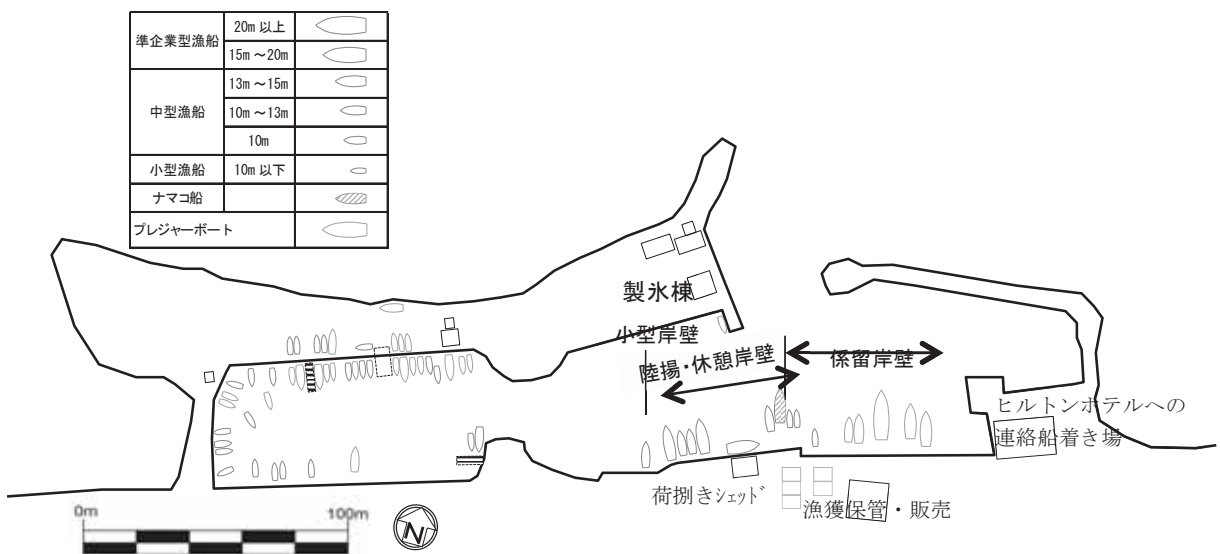 準企業型漁船 20m 以上
15m ~20m
中型漁船 13m ~15m
10m ~13m
10m
小型漁船 10m 以下
ナマコ船
プレジャーボート
製氷棟
小型岸壁
陸揚・休憩岸壁
係留岸壁
ヒルトンホテルへの
連絡船着き場
荷捌きシェッド
漁獲保管・販売
0m 100m
N